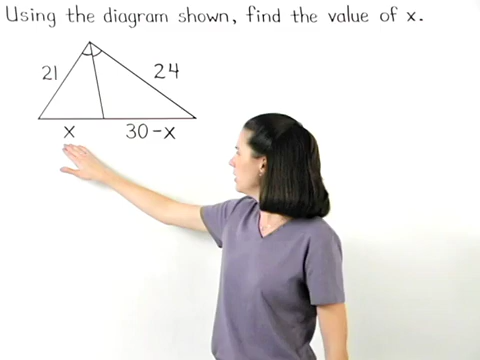 Using the diagram shown, find the value of x.
21
24
x
30 - x